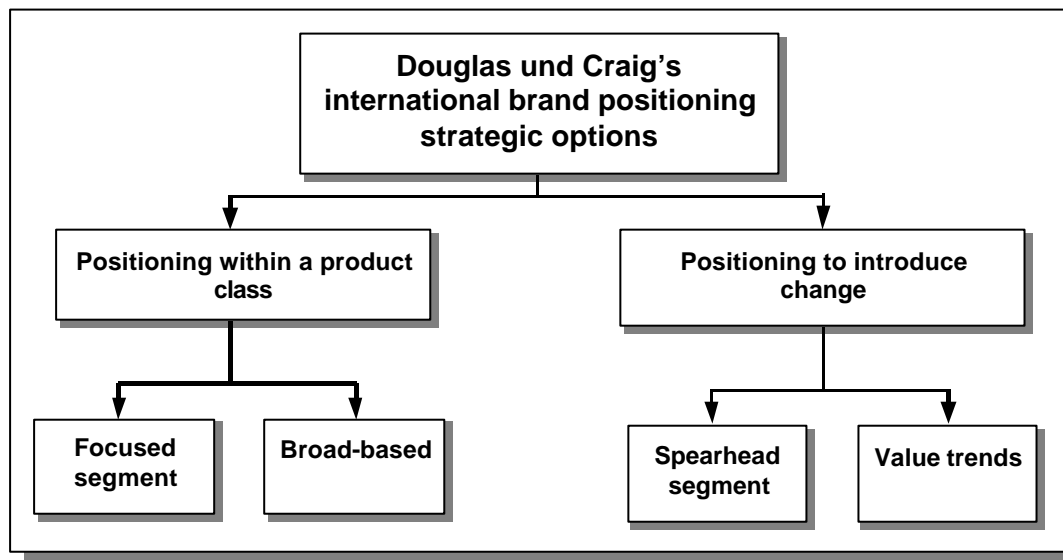 Douglas und Craig’s
international brand positioning
strategic options
Positioning within a product
class
Positioning to introduce
change
Focused
segment
Broad-based
Spearhead
segment
Value trends